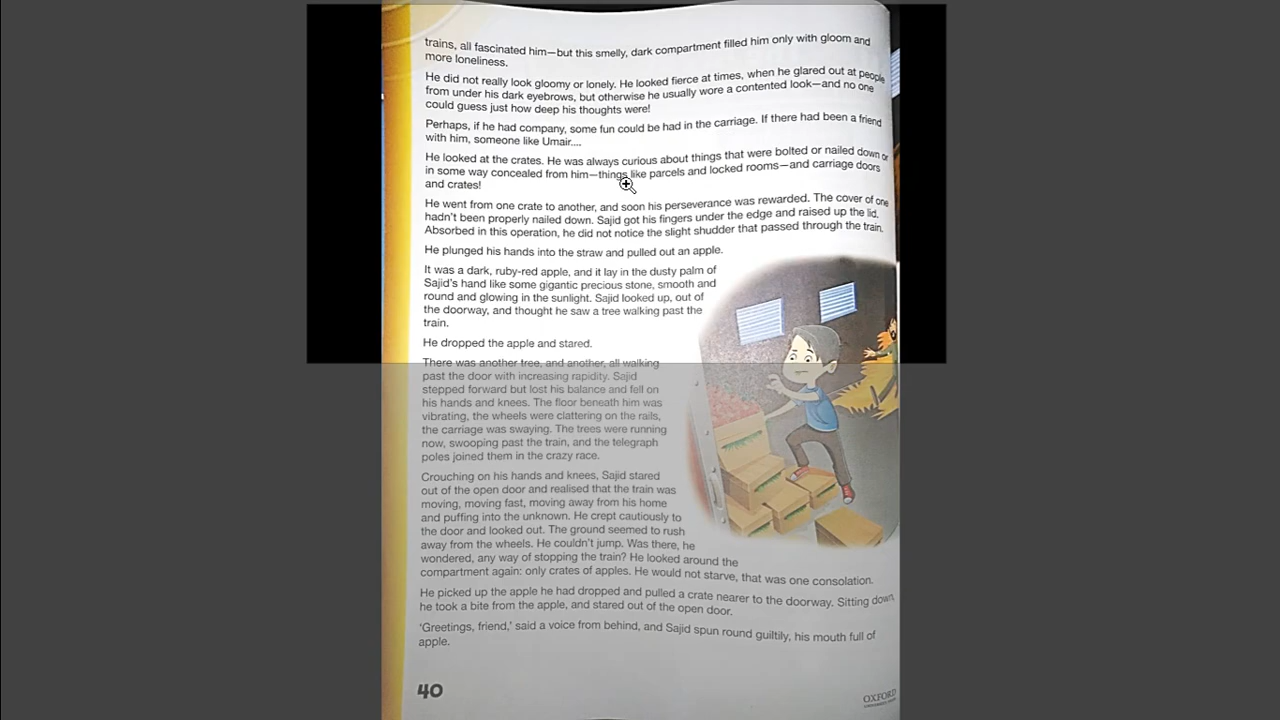 trains, all fascinated him—but this smelly, dark compartment filled him only with gloom and
more loneliness.
He did not really look gloomy or lonely. He looked fierce at times, when he glared out at people
from under his dark eyebrows, but otherwise he usually wore a contented look—and no one
could guess just how deep his thoughts were!
Perhaps, if he had company, some fun could be had in the carriage. If there had been a friend
with him, someone like Umair....
He looked at the crates. He was always curious about things that were bolted or nailed down or
in some way concealed from him—things like parcels and locked rooms—and carriage doors
and crates!
He went from one crate to another, and soon his perseverance was rewarded. The cover of one
hadn't been properly nailed down. Sajid got his fingers under the edge and raised up the lid.
Absorbed in this operation, he did not notice the slight shudder that passed through the train.
He plunged his hands into the straw and pulled out an apple.
It was a dark, ruby-red apple, and it lay in the dusty palm of
Sajid's hand like some gigantic precious stone, smooth and
round and glowing in the sunlight. Sajid looked up, out of
the doorway, and thought he saw a tree walking past the
train.
He dropped the apple and stared.
There was another tree, and another, all walking
past the door with increasing rapidity. Sajid
stepped forward but lost his balance and fell on
his hands and knees. The floor beneath him was
vibrating, the wheels were clattering on the rails,
the carriage was swaying. The trees were running
now, swooping past the train, and the telegraph
poles joined them in the crazy race.
Crouching on his hands and knees, Sajid stared
out of the open door and realised that the train was
moving, moving fast, moving away from his home
and puffing into the unknown. He crept cautiously to
the door and looked out. The ground seemed to rush
away from the wheels. He couldn't jump. Was there, he
wondered, any way of stopping the train? He looked around the
compartment again: only crates of apples. He would not starve, that was one consolation.
He picked up the apple he had dropped and pulled a crate nearer to the doorway. Sitting down,
he took a bite from the apple, and stared out of the open door.
'Greetings, friend,' said a voice from behind, and Sajid spun round guiltily, his mouth full of
apple.
40
OXFORD